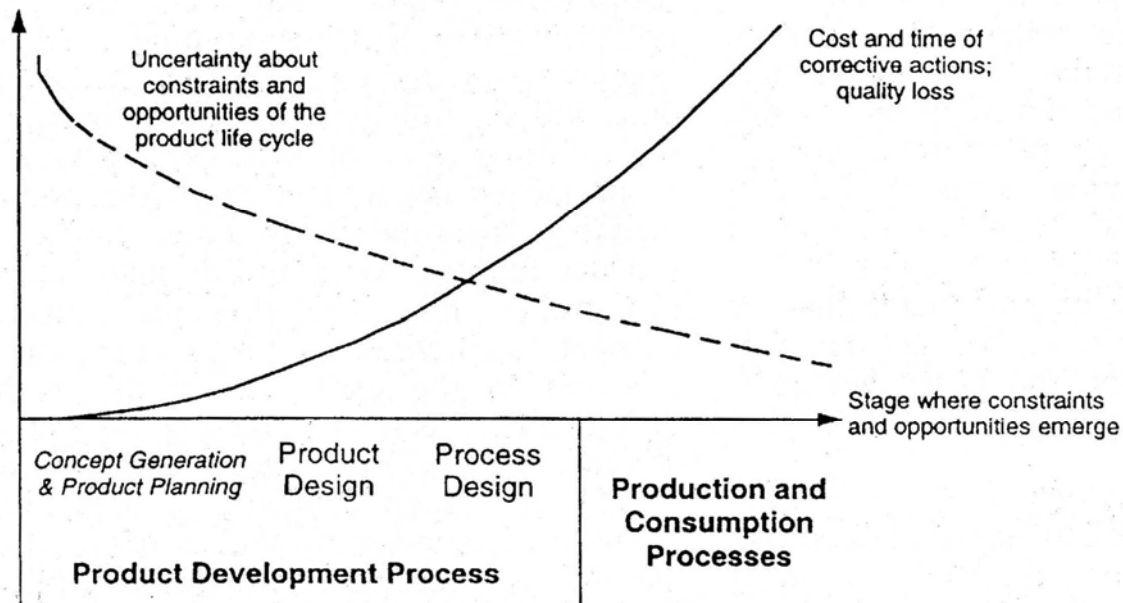 Uncertainty about
constraints and
opportunities of the
product life cycle
Cost and time of
corrective actions;
quality loss
Stage where constraints
and opportunities emerge
Concept Generation
& Product Planning
Product
Design
Process
Design
Production and
Consumption
Processes
Product Development Process